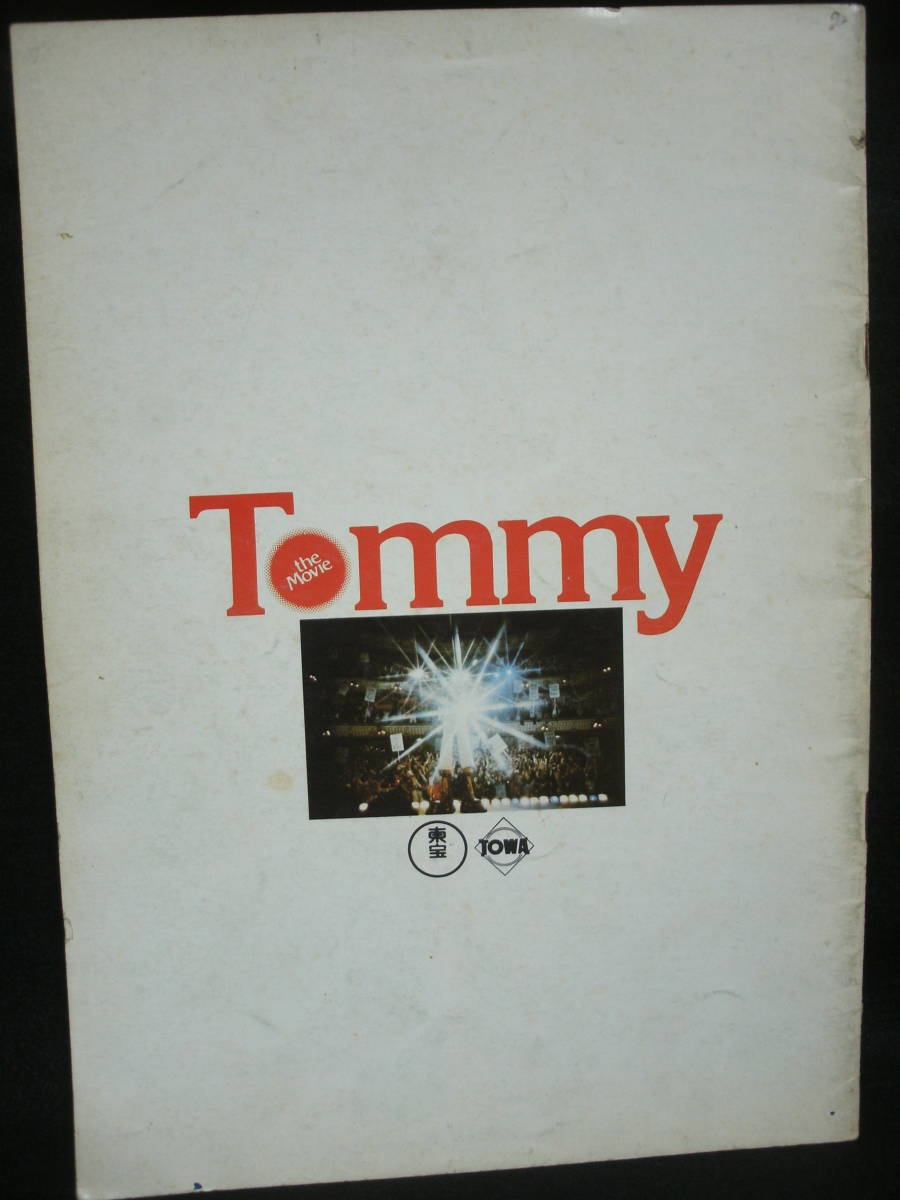 Tommy
the
Movie
東宝
TOWA